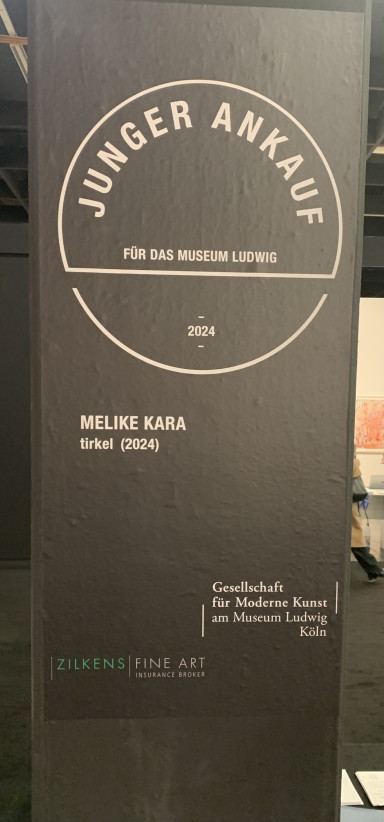 JUNGER ANKAUF
FÜR DAS MUSEUM LUDWIG
–
2024
–
MELIKE KARA
tirkel (2024)
Gesellschaft
für Moderne Kunst
am Museum Ludwig
Köln
ZILKENS FINE ART
INSURANCE BROKER